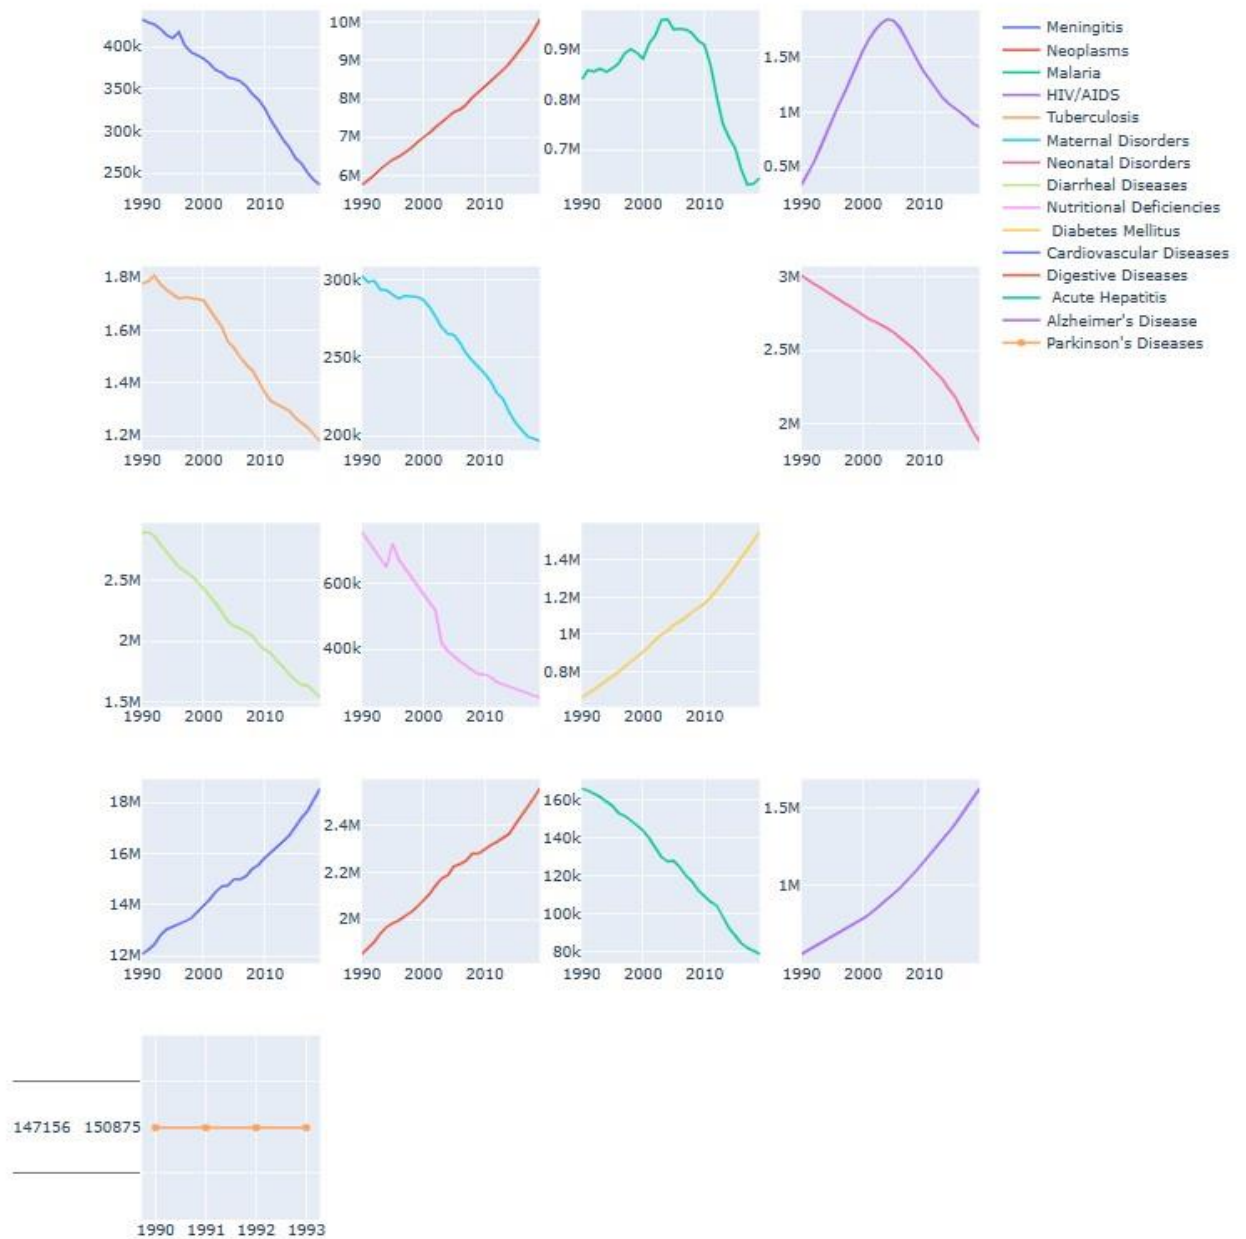 400k
350k
300k
250k
1990 2000 2010
10M
9M
8M
7M
6M
1990 2000 2010
0.9M
0.8M
0.7M
1990 2000 2010
1.5M
1M
0.5M
1990 2000 2010
Meningitis
Neoplasms
Malaria
HIV/AIDS
Tuberculosis
Maternal Disorders
Neonatal Disorders
Diarrheal Diseases
Nutritional Deficiencies
Diabetes Mellitus
Cardiovascular Diseases
Digestive Diseases
Acute Hepatitis
Alzheimer's Disease
Parkinson's Diseases
1.8M
1.6M
1.4M
1.2M
1990 2000 2010
300k
250k
200k
1990 2000 2010
3M
2.5M
2M
1990 2000 2010
2.5M
2M
1.5M
1990 2000 2010
600k
400k
1990 2000 2010
1.4M
1.2M
1M
0.8M
1990 2000 2010
18M
16M
14M
12M
1990 2000 2010
2.4M
2.2M
2M
1990 2000 2010
160k
140k
120k
100k
80k
1990 2000 2010
1.5M
1M
1990 2000 2010
147156 150875
1990 1991 1992 1993